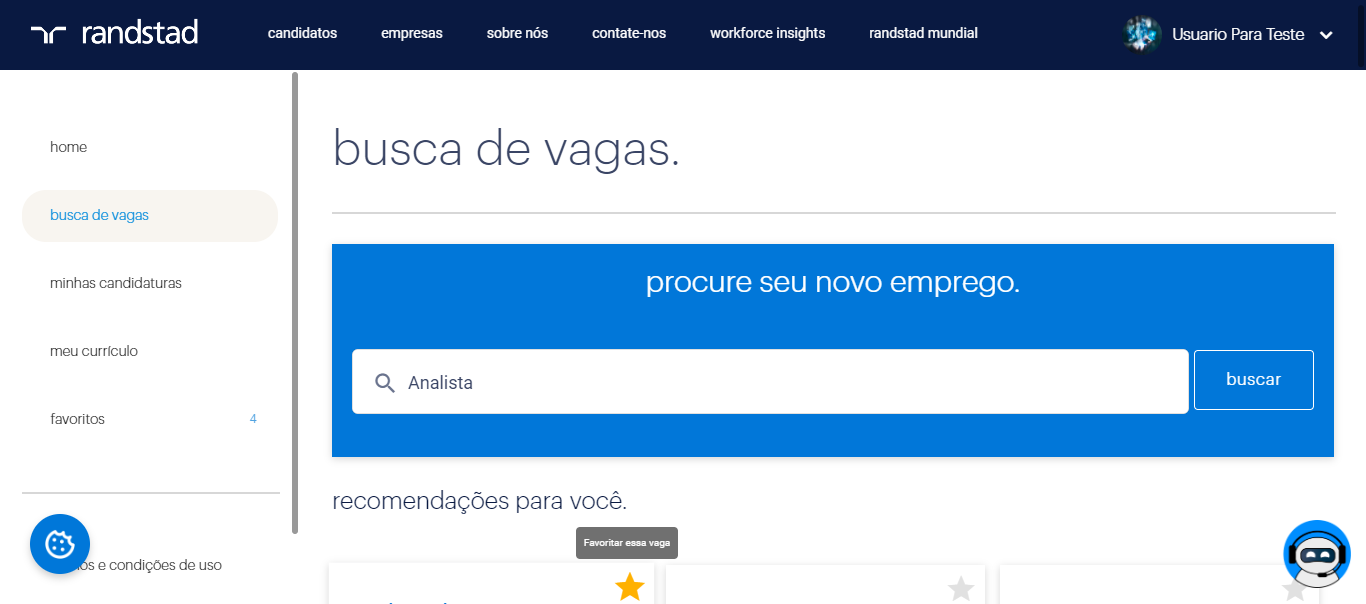 randstad
candidatos
empresas
sobre nós
contate-nos
workforce insights
randstad mundial
Usuario Para Teste
home
busca de vagas
minhas candidaturas
meu currículo
favoritos
4
e condições de uso
busca de vagas.
procure seu novo emprego.
Analista
buscar
recomendações para você.
Favoritar essa vaga